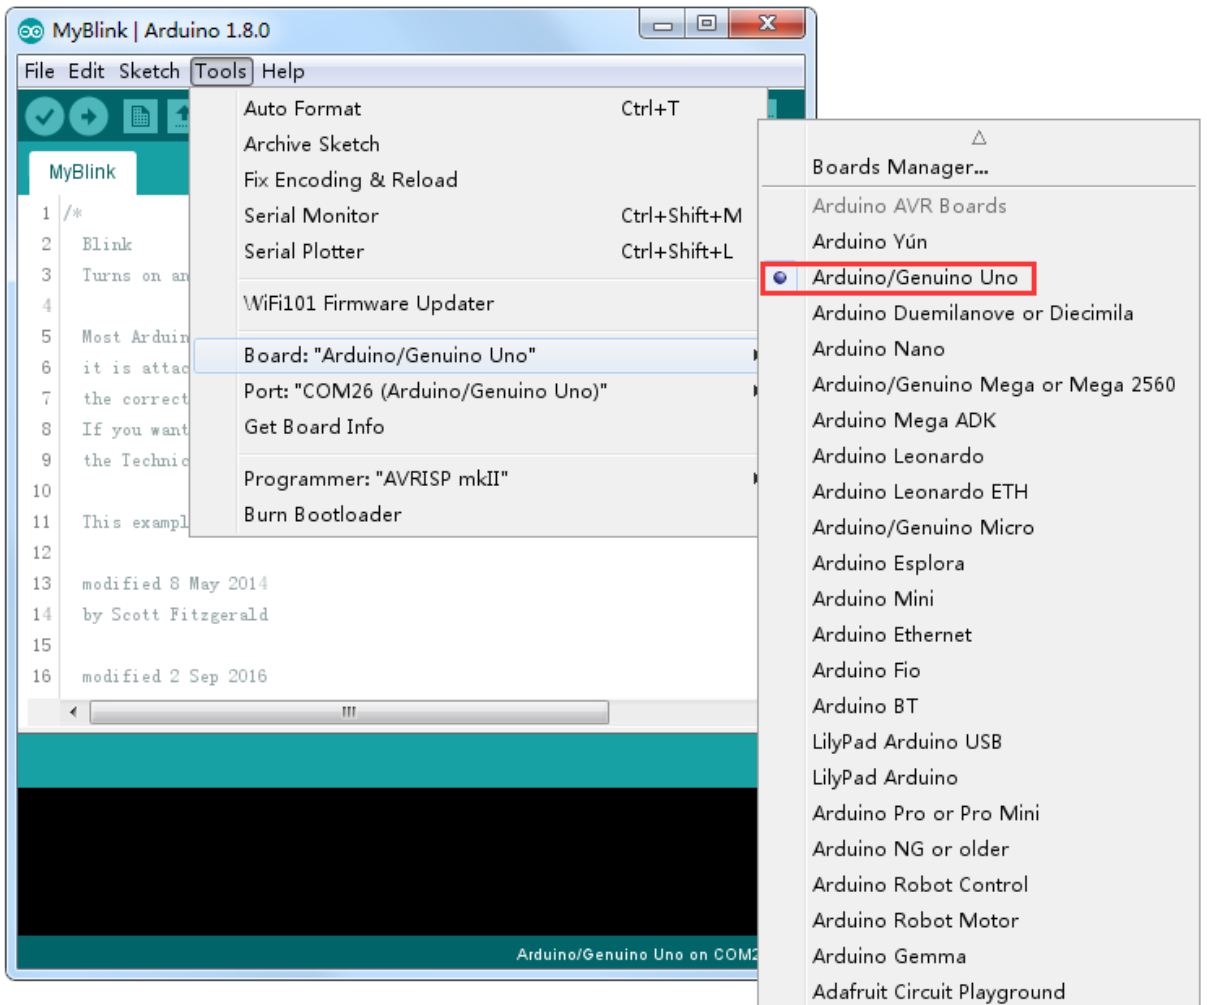 MyBlink | Arduino 1.8.0
File Edit Sketch Tools Help
MyBlink
1 /*
2 Blink
3 Turns on an
4
5 Most Arduin
6 it is attac
7 the correct
8 If you want
9 the Technic
10
11 This exampl
12
13 modified 8 May 2014
14 by Scott Fitzgerald
15
16 modified 2 Sep 2016
Auto Format Ctrl+T
Archive Sketch
Fix Encoding & Reload
Serial Monitor Ctrl+Shift+M
Serial Plotter Ctrl+Shift+L
WiFi101 Firmware Updater
Board: "Arduino/Genuino Uno"
Port: "COM26 (Arduino/Genuino Uno)"
Get Board Info
Programmer: "AVRISP mkII"
Burn Bootloader
Boards Manager...
Arduino AVR Boards
Arduino Yún
Arduino/Genuino Uno
Arduino Duemilanove or Diecimila
Arduino Nano
Arduino/Genuino Mega or Mega 2560
Arduino Mega ADK
Arduino Leonardo
Arduino Leonardo ETH
Arduino/Genuino Micro
Arduino Esplora
Arduino Mini
Arduino Ethernet
Arduino Fio
Arduino BT
LilyPad Arduino USB
LilyPad Arduino
Arduino Pro or Pro Mini
Arduino NG or older
Arduino Robot Control
Arduino Robot Motor
Arduino Gemma
Adafruit Circuit Playground
Arduino/Genuino Uno on COM2